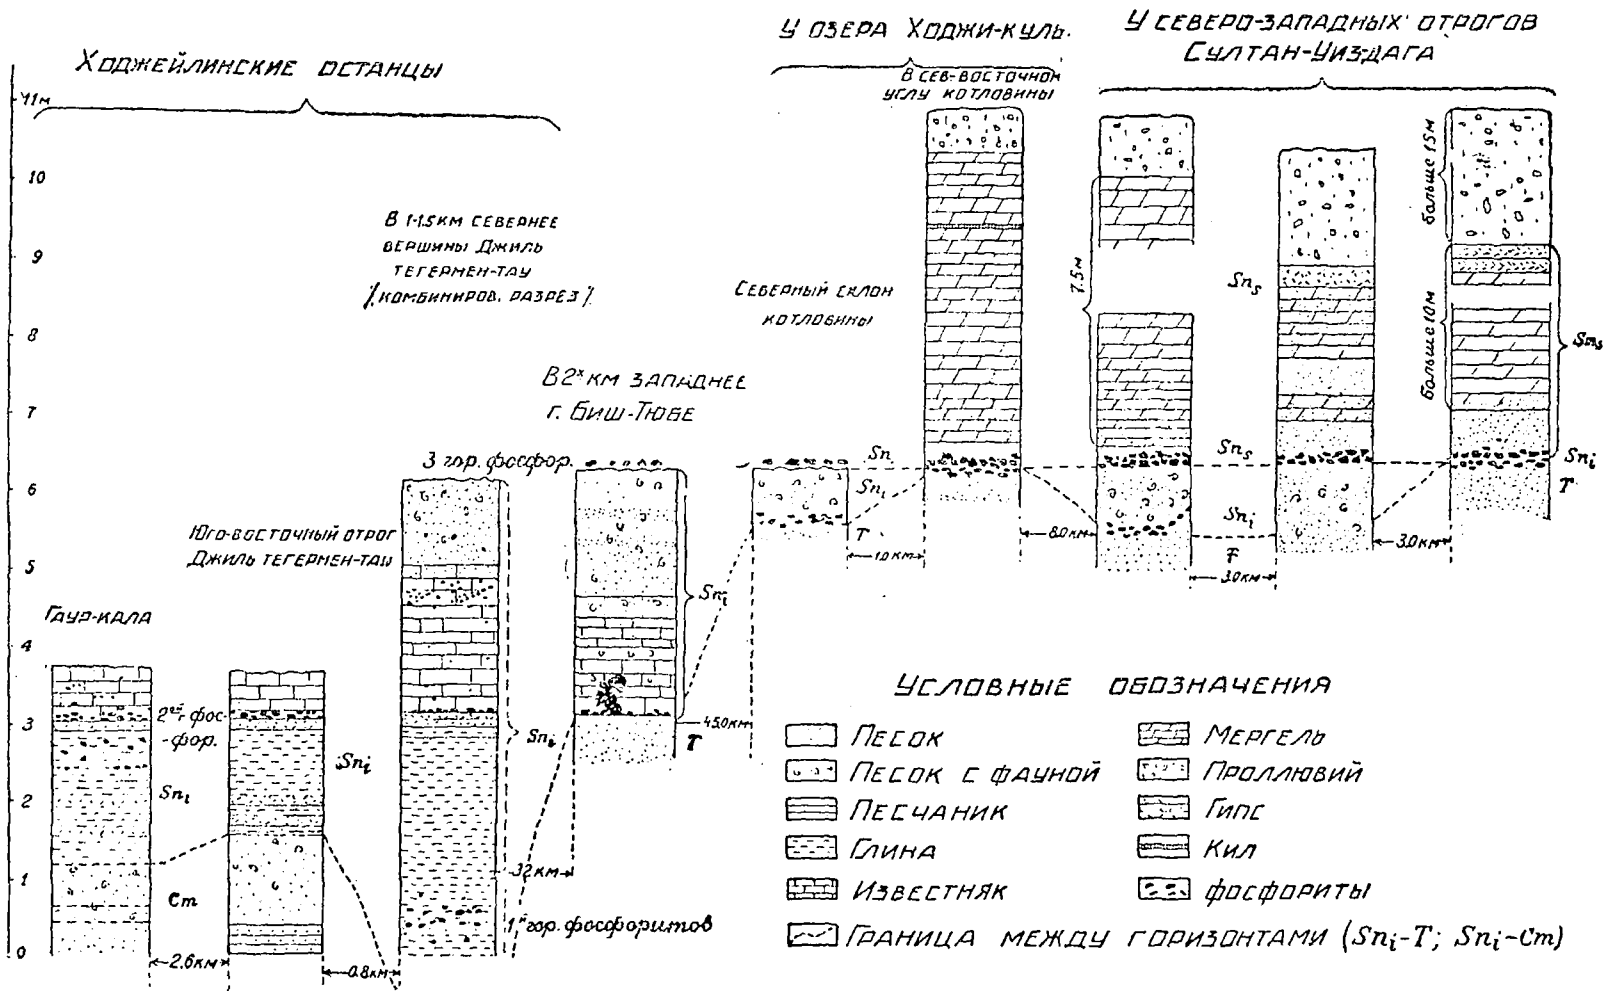 Ходжейлинские останцы
У озера Ходжи-куль.
У северо-западных отрогов
Султан-Уиздага
В сев-восточном
углу котловины
11м
10
9
8
7
6
5
4
3
2
1
0
В 1-1.5км севернее
вершины Джиль
тегермен-тау
/комбиниров. разрез/
Северный склон
котловины
В 2х км западнее
г. Биш-Тюбе
3 гор. фосфор.
Юго-восточный отрог
Джиль тегермен-тау
Гаур-кала
2ой фос-
-фор.
Sni
Cm
Sni
Sni
1й гор. фосфоритов
Sni
T
Sn
Sni
T
7.5м
Sns
Sni
T
Sns
больше 15м
больше 10м
Sms
Sni
T
2.6км
0.8км
32км
45.0км
1.0км
8.0км
3.0км
3.0км
Условные обозначения
Песок
Песок с фауной
Песчаник
Глина
Известняк
Мергель
Пролювий
Гипс
Кил
Фосфориты
Граница между горизонтами (Sni-T; Sni-Cm)